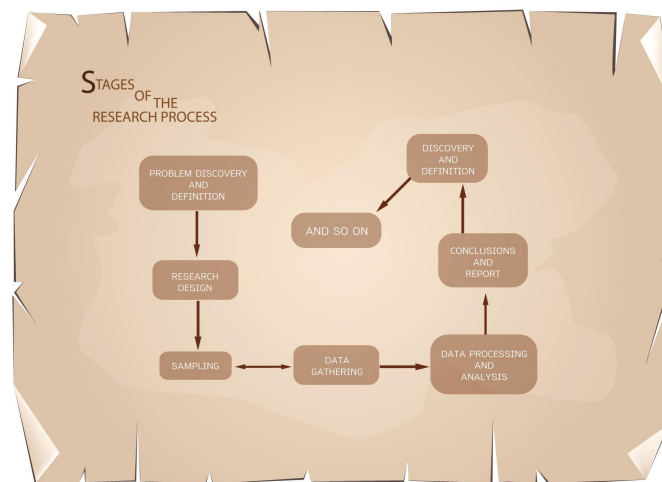 STAGES
OF THE
RESEARCH PROCESS
PROBLEM DISCOVERY
AND
DEFINITION
RESEARCH
DESIGN
SAMPLING
DATA
GATHERING
DATA PROCESSING
AND
ANALYSIS
CONCLUSIONS
AND
REPORT
DISCOVERY
AND
DEFINITION
AND SO ON